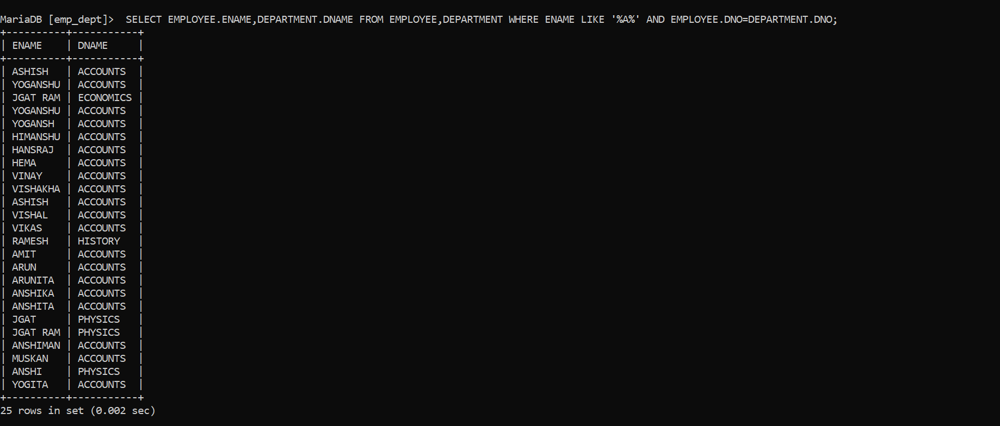 MariaDB [emp_dept]>  SELECT EMPLOYEE.ENAME,DEPARTMENT.DNAME FROM EMPLOYEE,DEPARTMENT WHERE ENAME LIKE '%A%' AND EMPLOYEE.DNO=DEPARTMENT.DNO;
+----------+-----------+
| ENAME    | DNAME     |
+----------+-----------+
| ASHISH   | ACCOUNTS  |
| YOGANSHU | ACCOUNTS  |
| JGAT RAM | ECONOMICS |
| YOGANSHU | ACCOUNTS  |
| YOGANSH  | ACCOUNTS  |
| HIMANSHU | ACCOUNTS  |
| HANSRAJ  | ACCOUNTS  |
| HEMA     | ACCOUNTS  |
| VINAY    | ACCOUNTS  |
| VISHAKHA | ACCOUNTS  |
| ASHISH   | ACCOUNTS  |
| VISHAL   | ACCOUNTS  |
| VIKAS    | ACCOUNTS  |
| RAMESH   | HISTORY   |
| AMIT     | ACCOUNTS  |
| ARUN     | ACCOUNTS  |
| ARUNITA  | ACCOUNTS  |
| ANSHIKA  | ACCOUNTS  |
| ANSHITA  | ACCOUNTS  |
| JGAT     | PHYSICS   |
| JGAT RAM | PHYSICS   |
| ANSHIMAN | ACCOUNTS  |
| MUSKAN   | ACCOUNTS  |
| ANSHI    | PHYSICS   |
| YOGITA   | ACCOUNTS  |
+----------+-----------+
25 rows in set (0.002 sec)